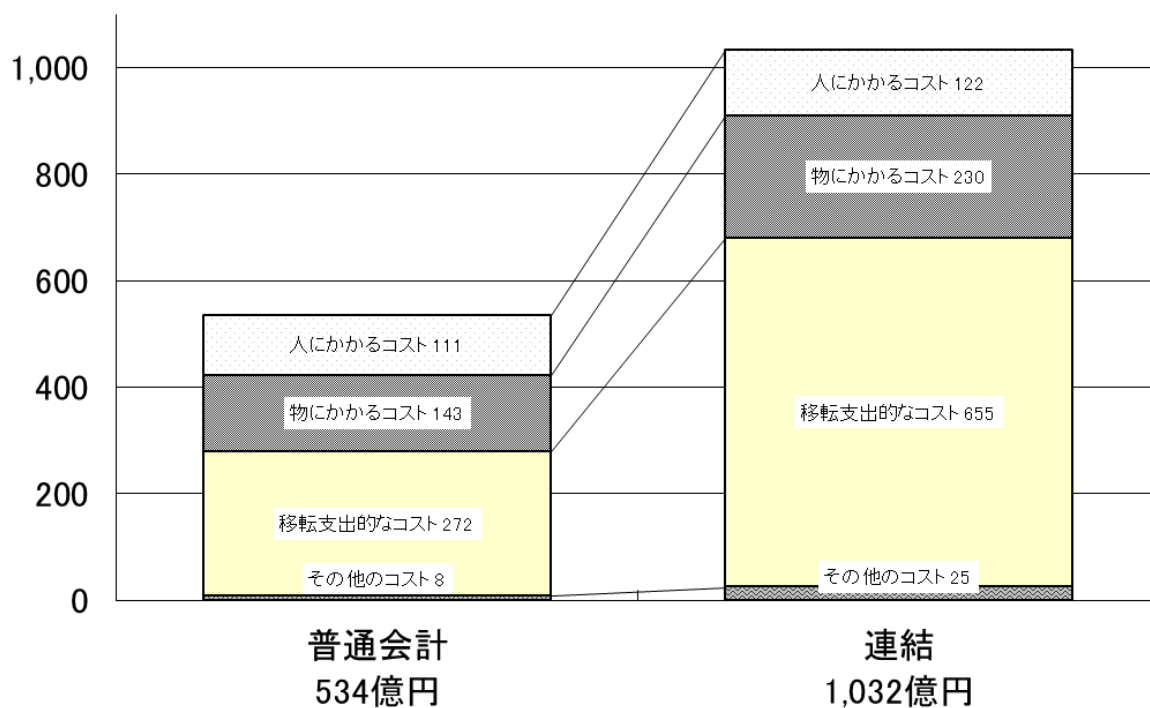 1,000
800
600
400
200
0
人にかかるコスト 111
物にかかるコスト 143
移転支出的なコスト 272
その他のコスト 8
人にかかるコスト 122
物にかかるコスト 230
移転支出的なコスト 655
その他のコスト 25
普通会計
534億円
連結
1,032億円